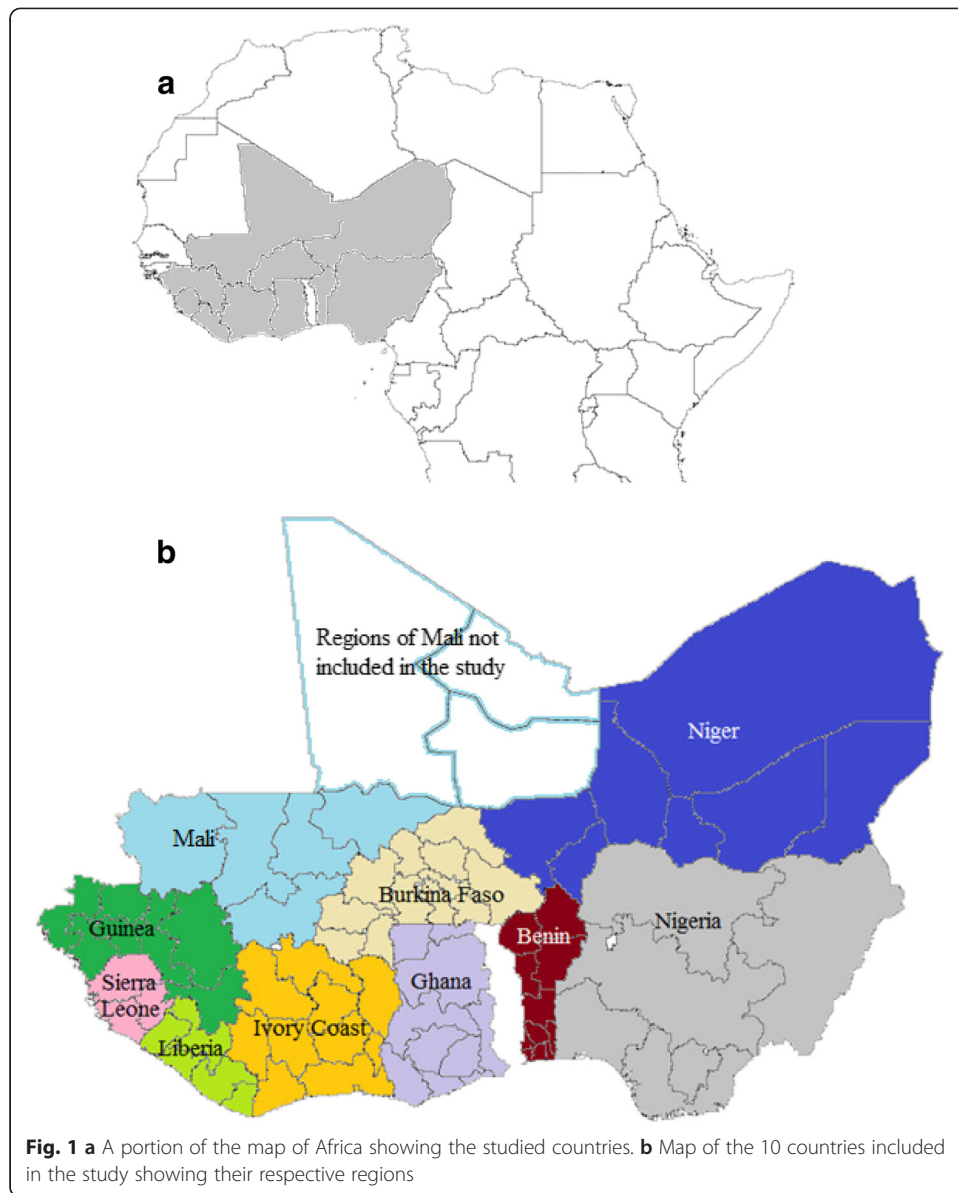 a
b
Regions of Mali not
included in the study
Niger
Mali
Burkina Faso
Guinea
Benin
Nigeria
Sierra
Leone
Ghana
Ivory Coast
Liberia
Fig. 1 a A portion of the map of Africa showing the studied countries. b Map of the 10 countries included
in the study showing their respective regions